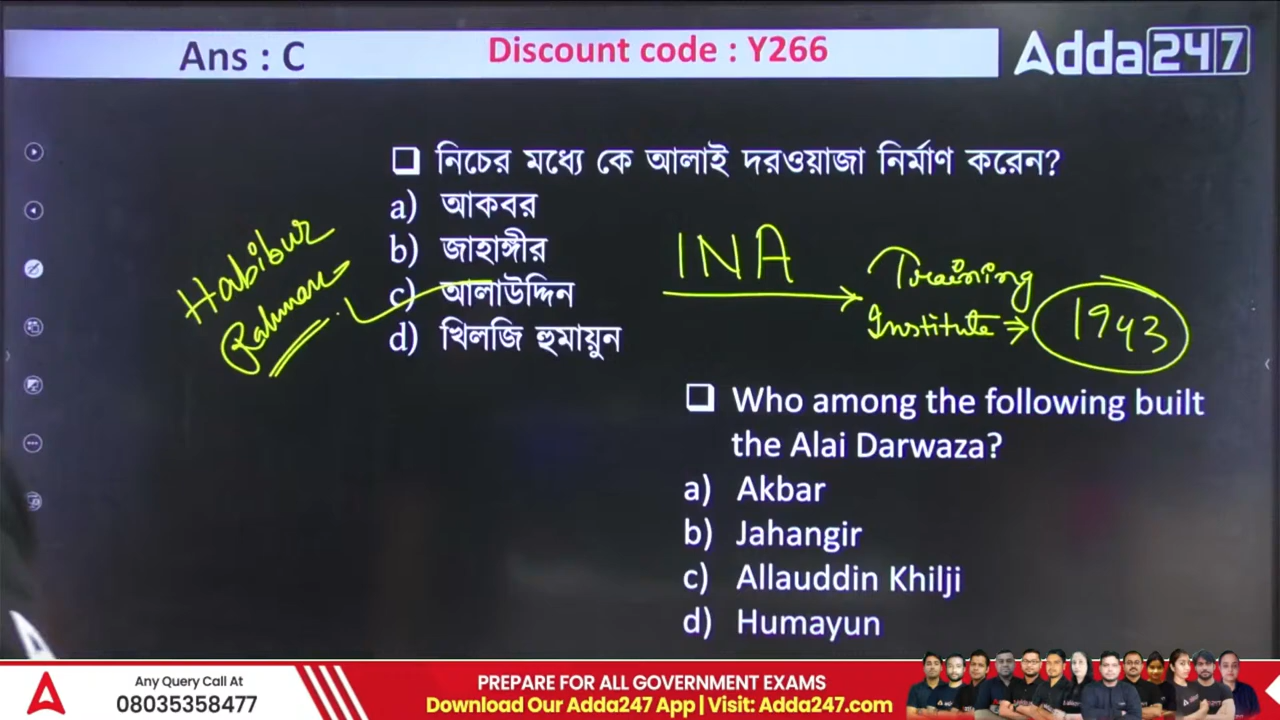 Ans : C
Discount code : Y266
Adda247
❑ নিচের মধ্যে কে আলাই দরওয়াজা নির্মাণ করেন?
a) আকবর
b) জাহাঙ্গীর
c) আলাউদ্দিন
d) খিলজি হুমায়ুন
Habibur
Rahman
INA
Training
Institute ⇒ 1943
❑ Who among the following built
the Alai Darwaza?
a) Akbar
b) Jahangir
c) Allauddin Khilji
d) Humayun
Any Query Call At
08035358477
PREPARE FOR ALL GOVERNMENT EXAMS
Download Our Adda247 App | Visit: Adda247.com